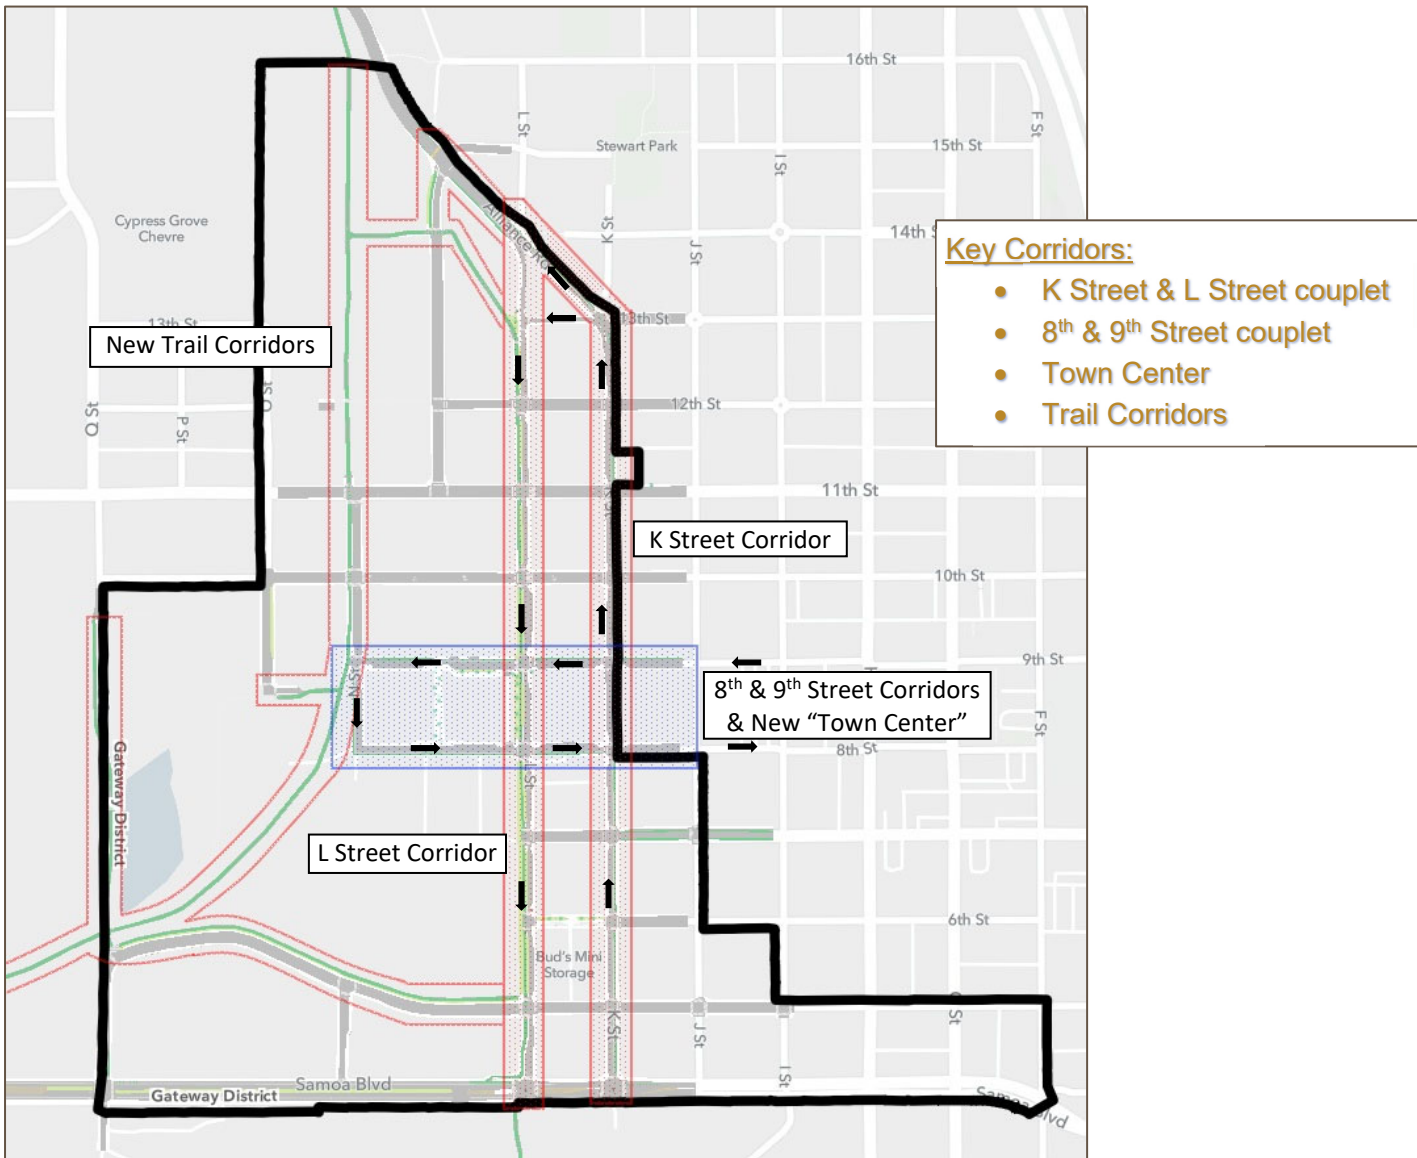 16th St
L St
F St
Stewart Park
15th St
I St
Cypress Grove
Chevre
Alliance Ro
K St
J St
14th S
Key Corridors:
• K Street & L Street couplet
• 8th & 9th Street couplet
• Town Center
• Trail Corridors
13th St
13th St
New Trail Corridors
O St
Q St
P St
12th St
11th St
K Street Corridor
10th St
9th St
N St
8th & 9th Street Corridors
& New “Town Center”
F St
8th St
L St
Gateway District
L Street Corridor
6th St
Bud's Mini
Storage
K St
J St
G St
I St
Samoa Blvd
Gateway District
Samoa Blvd